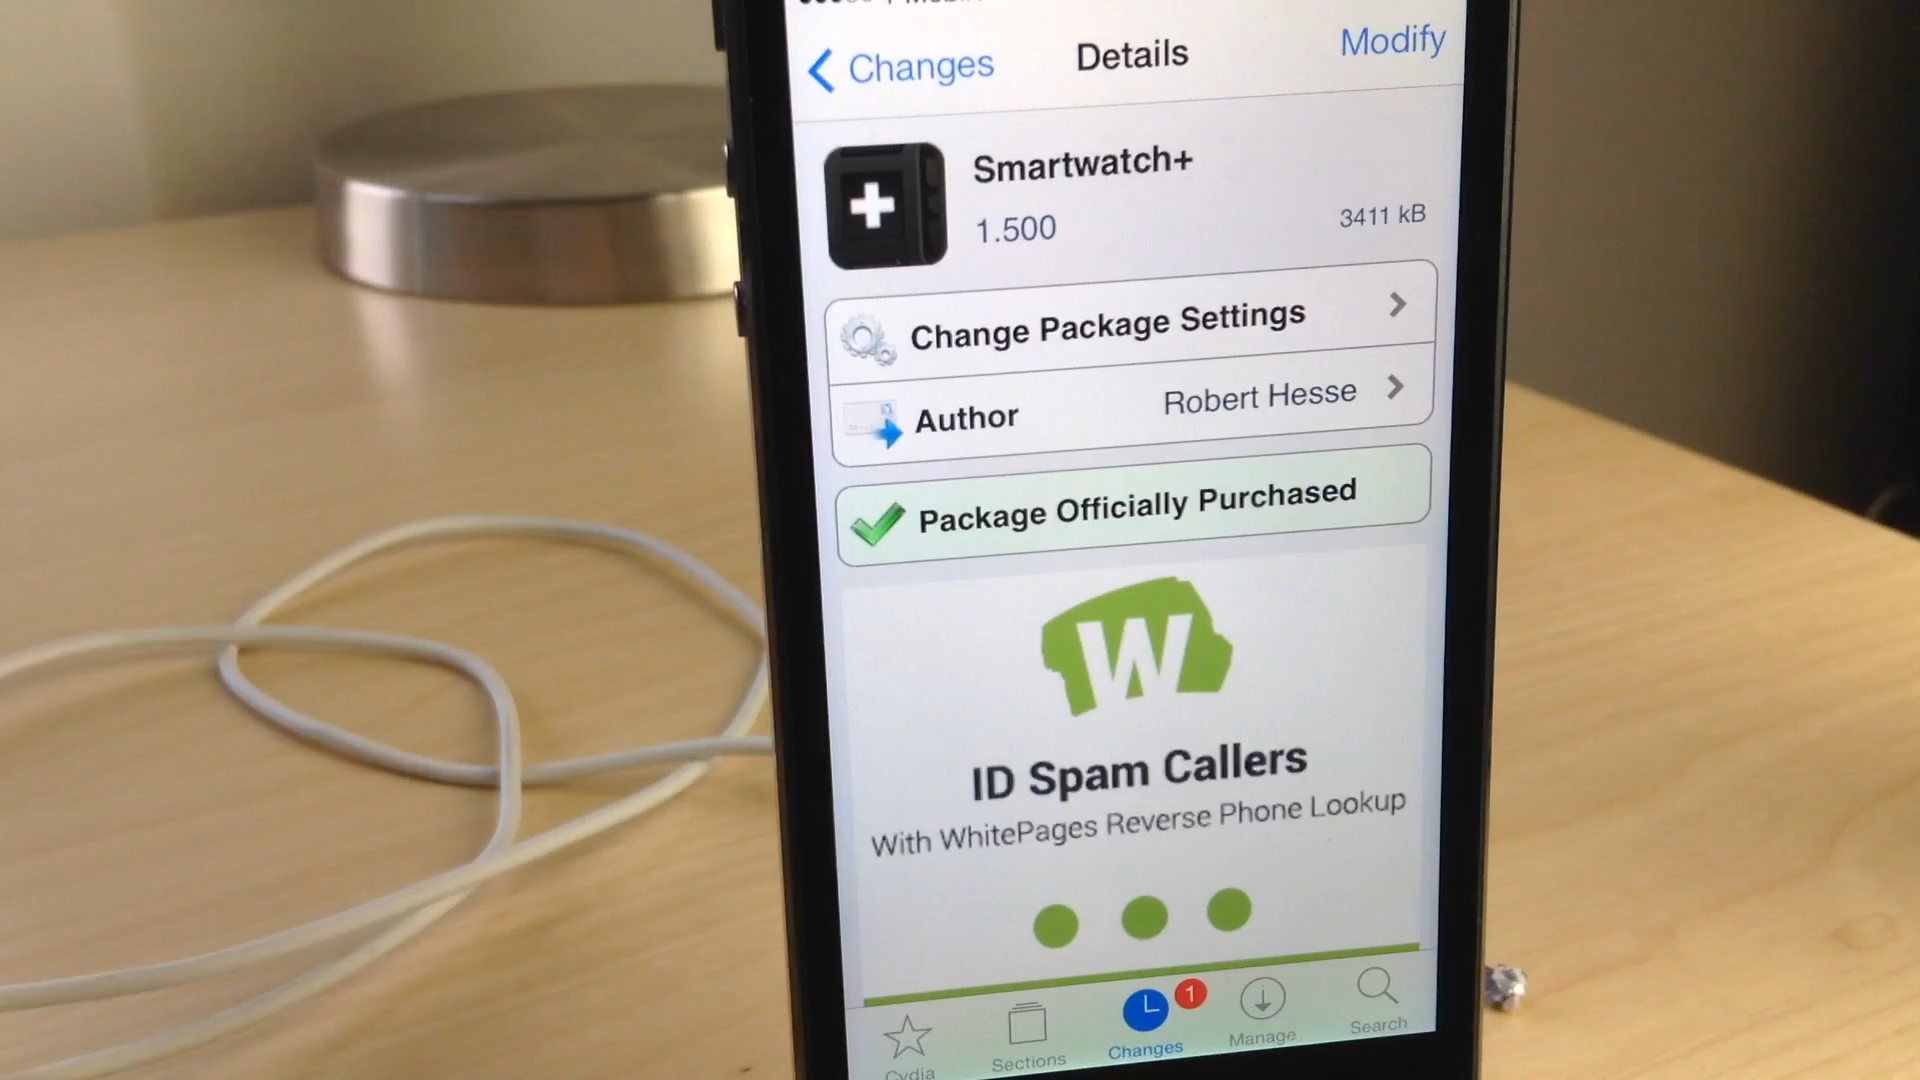 Changes Details Modify
Smartwatch+
1.500 3411 kB
Change Package Settings
Author Robert Hesse
Package Officially Purchased
W
ID Spam Callers
With WhitePages Reverse Phone Lookup
1
Cydia Sections Changes Manage Search